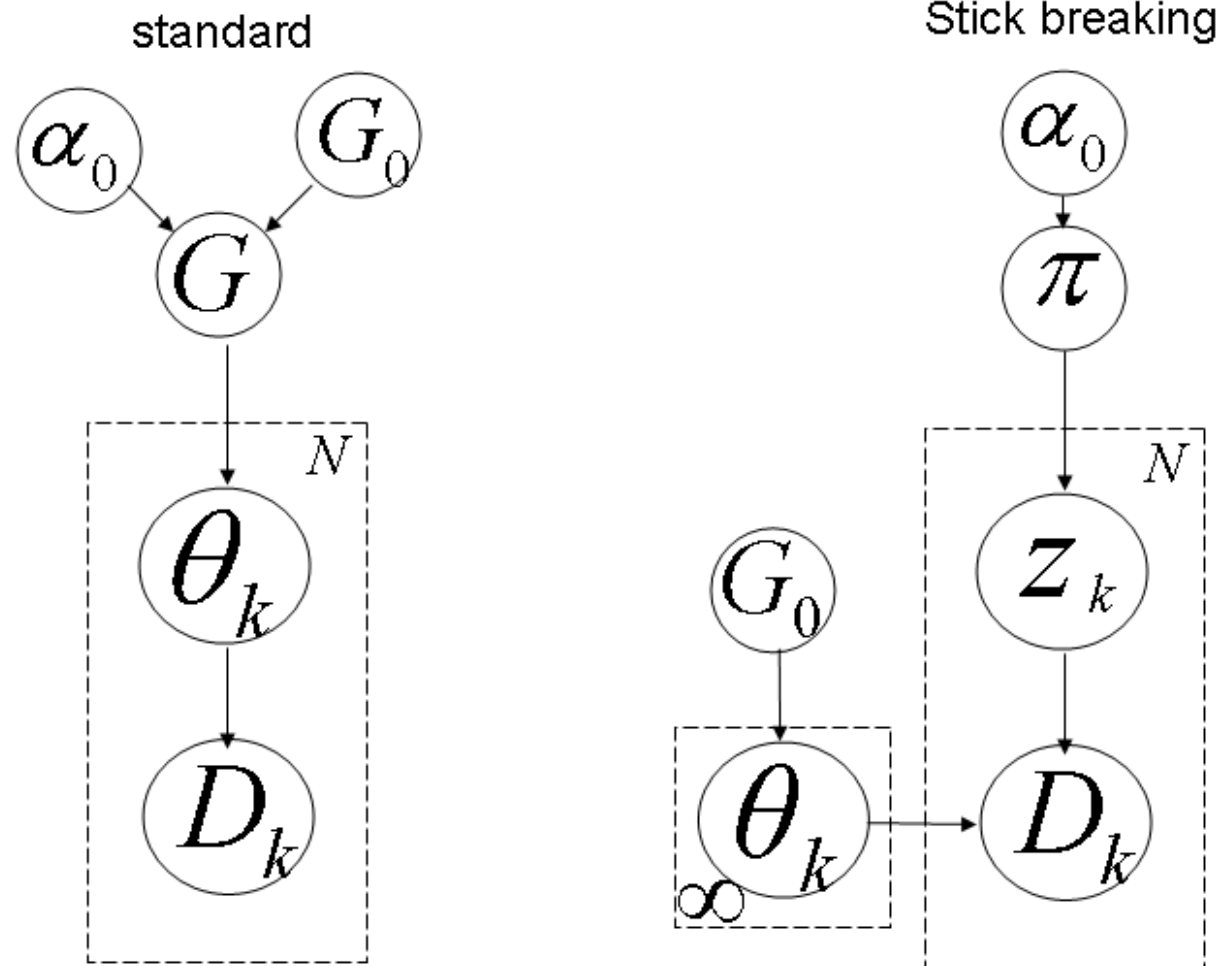 standard
α₀
G₀
G
N
θₖ
Dₖ
Stick breaking
α₀
π
N
zₖ
G₀
θₖ
∞
Dₖ